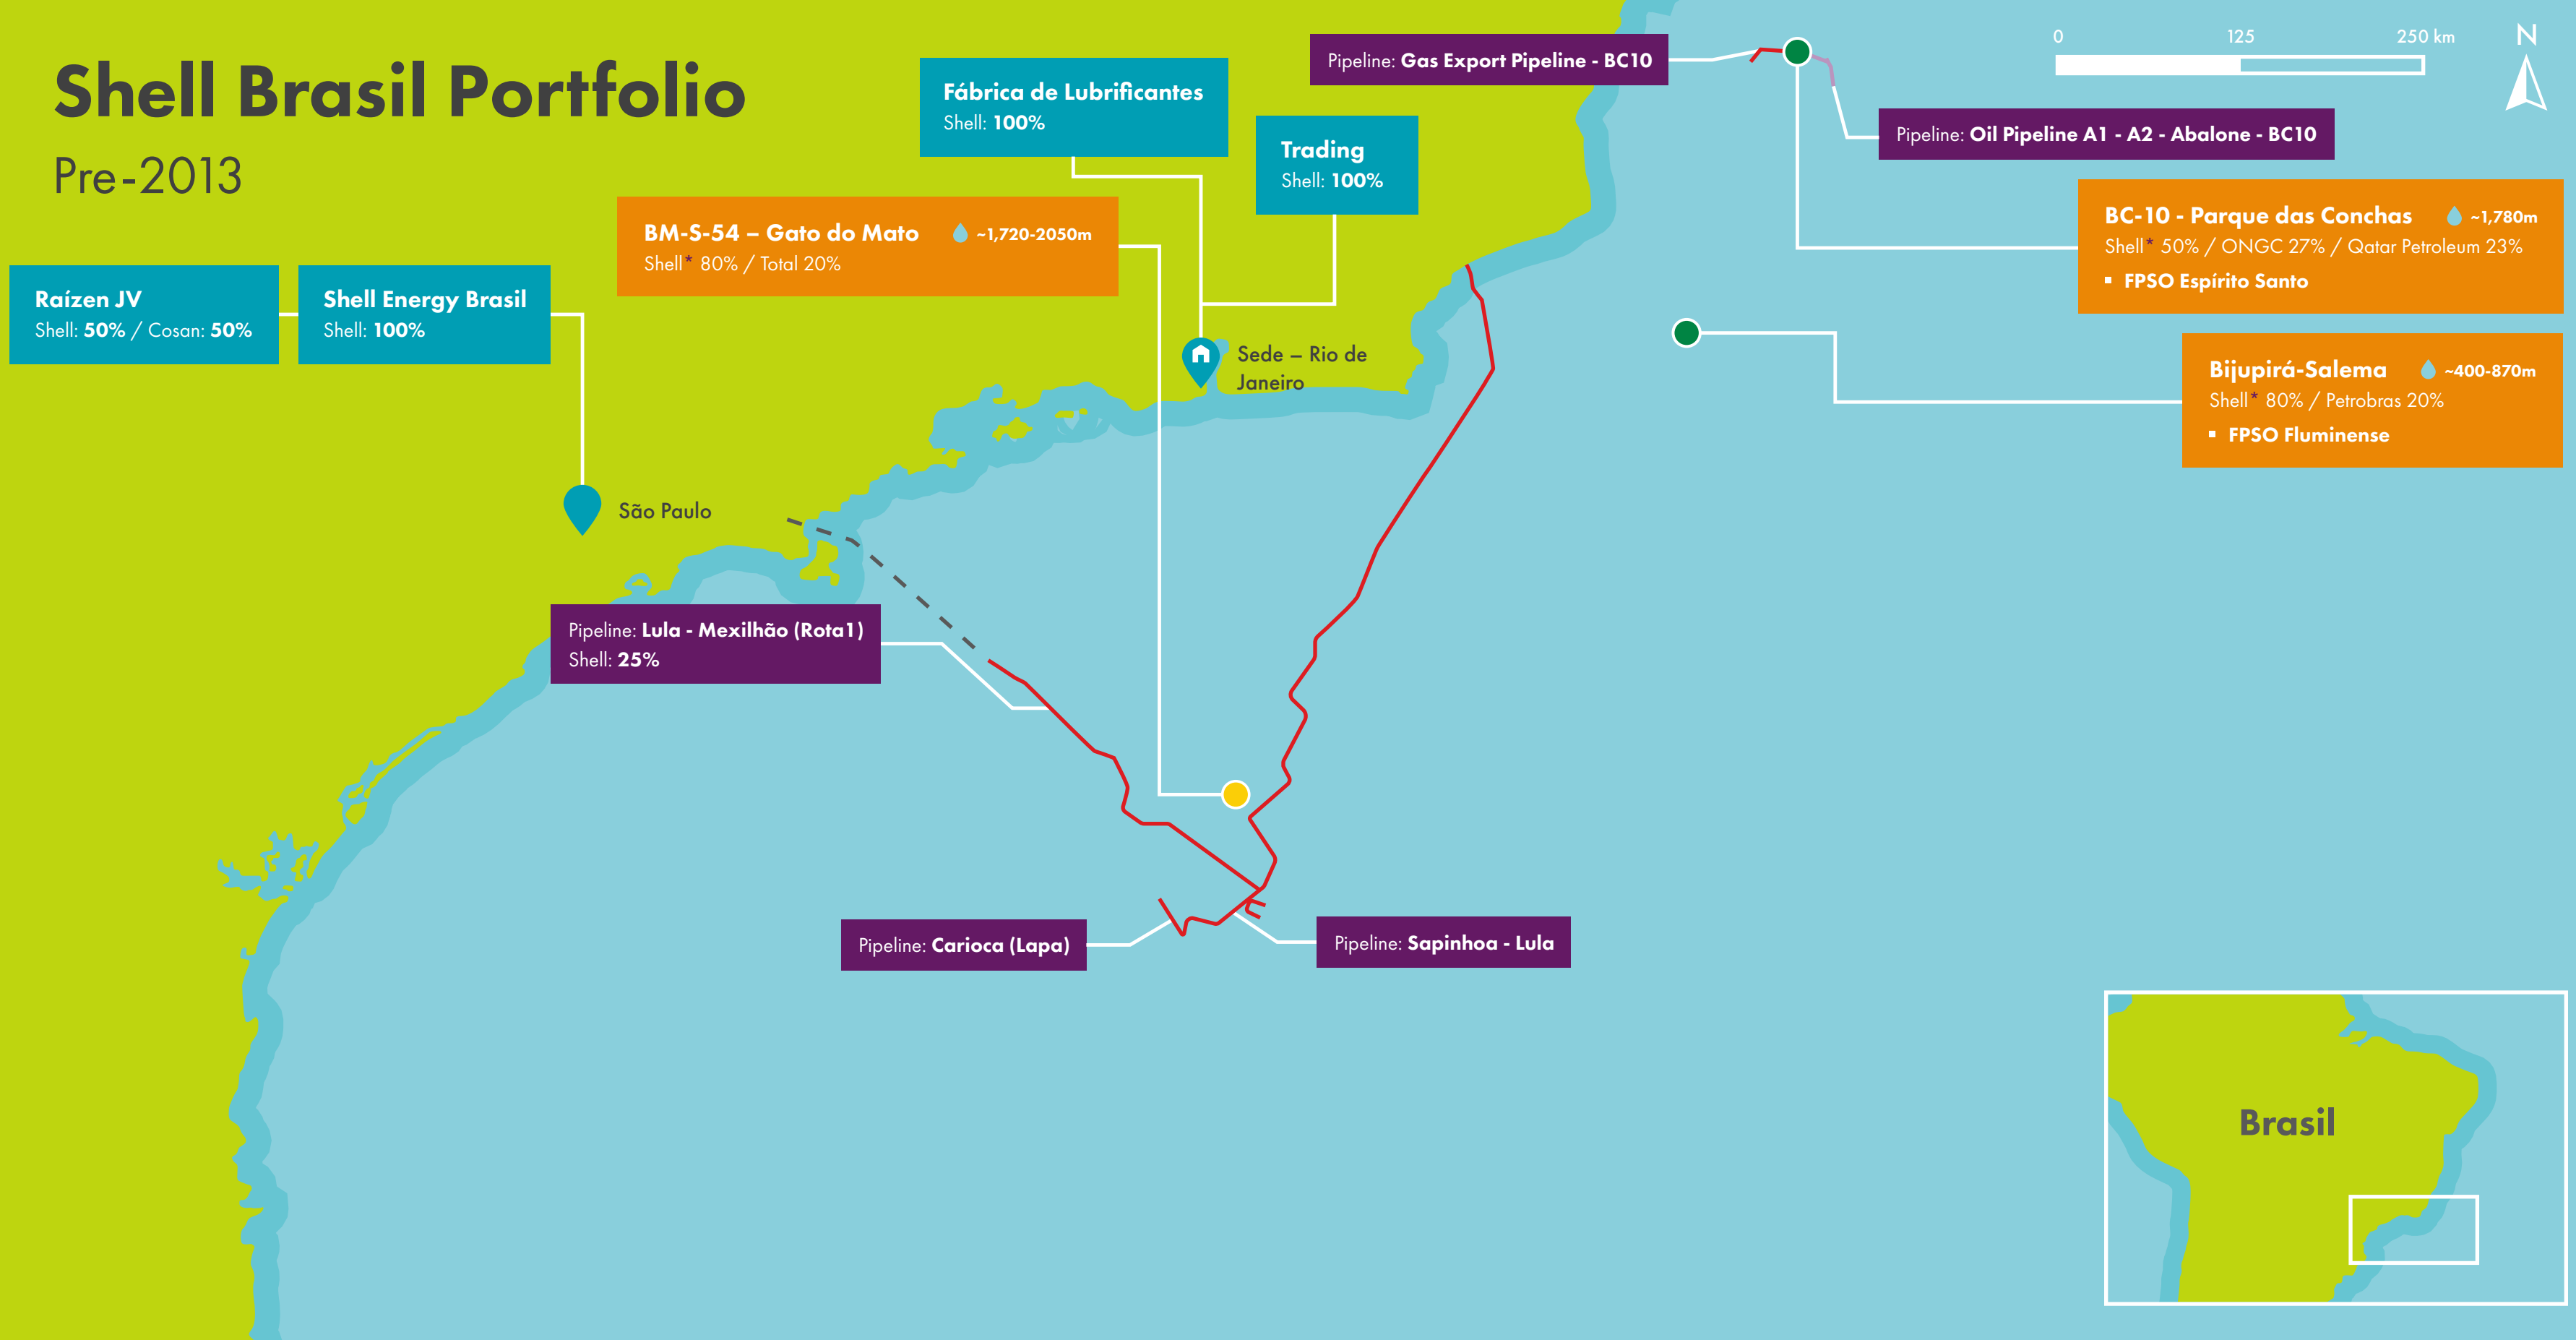 Shell Brasil Portfolio
Pre-2013
Raízen JV
Shell: 50% / Cosan: 50%
Shell Energy Brasil
Shell: 100%
BM-S-54 – Gato do Mato
~1,720-2050m
Shell* 80% / Total 20%
Fábrica de Lubrificantes
Shell: 100%
Trading
Shell: 100%
Pipeline: Gas Export Pipeline - BC10
0 125 250 km
N
Pipeline: Oil Pipeline A1 - A2 - Abalone - BC10
BC-10 - Parque das Conchas
~1,780m
Shell* 50% / ONGC 27% / Qatar Petroleum 23%
FPSO Espírito Santo
Bijupirá-Salema
~400-870m
Shell* 80% / Petrobras 20%
FPSO Fluminense
Sede – Rio de
Janeiro
São Paulo
Pipeline: Lula - Mexilhão (Rota1)
Shell: 25%
Pipeline: Carioca (Lapa)
Pipeline: Sapinhoa - Lula
Brasil